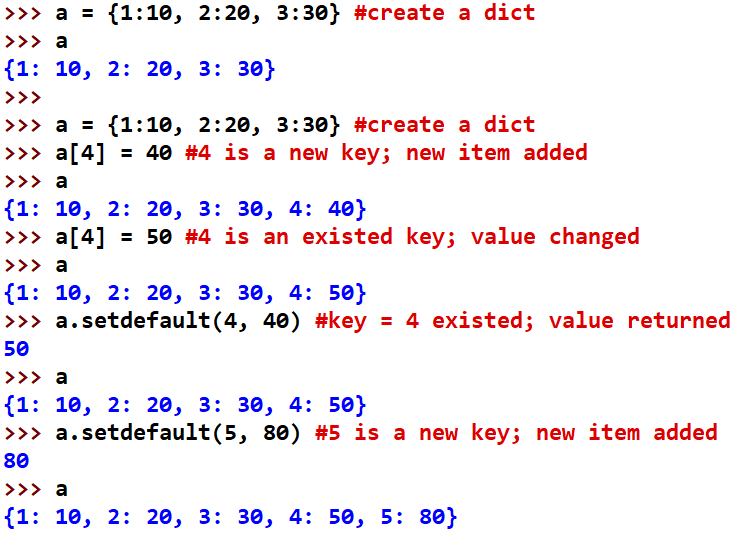 >>> a = {1:10, 2:20, 3:30} #create a dict
>>> a
{1: 10, 2: 20, 3: 30}
>>>
>>> a = {1:10, 2:20, 3:30} #create a dict
>>> a[4] = 40 #4 is a new key; new item added
>>> a
{1: 10, 2: 20, 3: 30, 4: 40}
>>> a[4] = 50 #4 is an existed key; value changed
>>> a
{1: 10, 2: 20, 3: 30, 4: 50}
>>> a.setdefault(4, 40) #key = 4 existed; value returned
50
>>> a
{1: 10, 2: 20, 3: 30, 4: 50}
>>> a.setdefault(5, 80) #5 is a new key; new item added
80
>>> a
{1: 10, 2: 20, 3: 30, 4: 50, 5: 80}